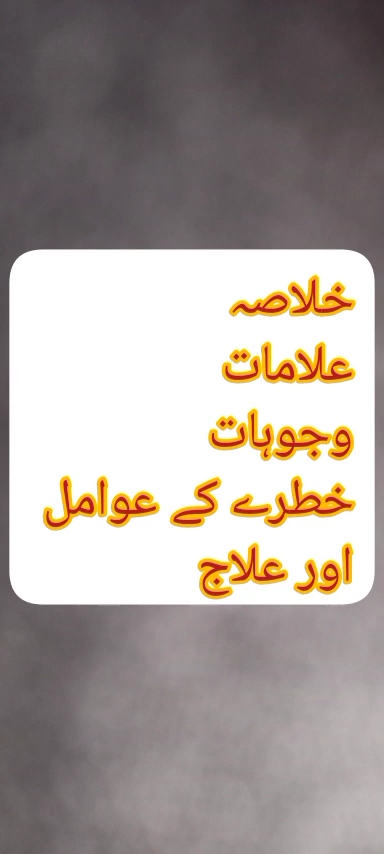 خلاصہ
علامات
وجوہات
خطرے کے عوامل
اور علاج